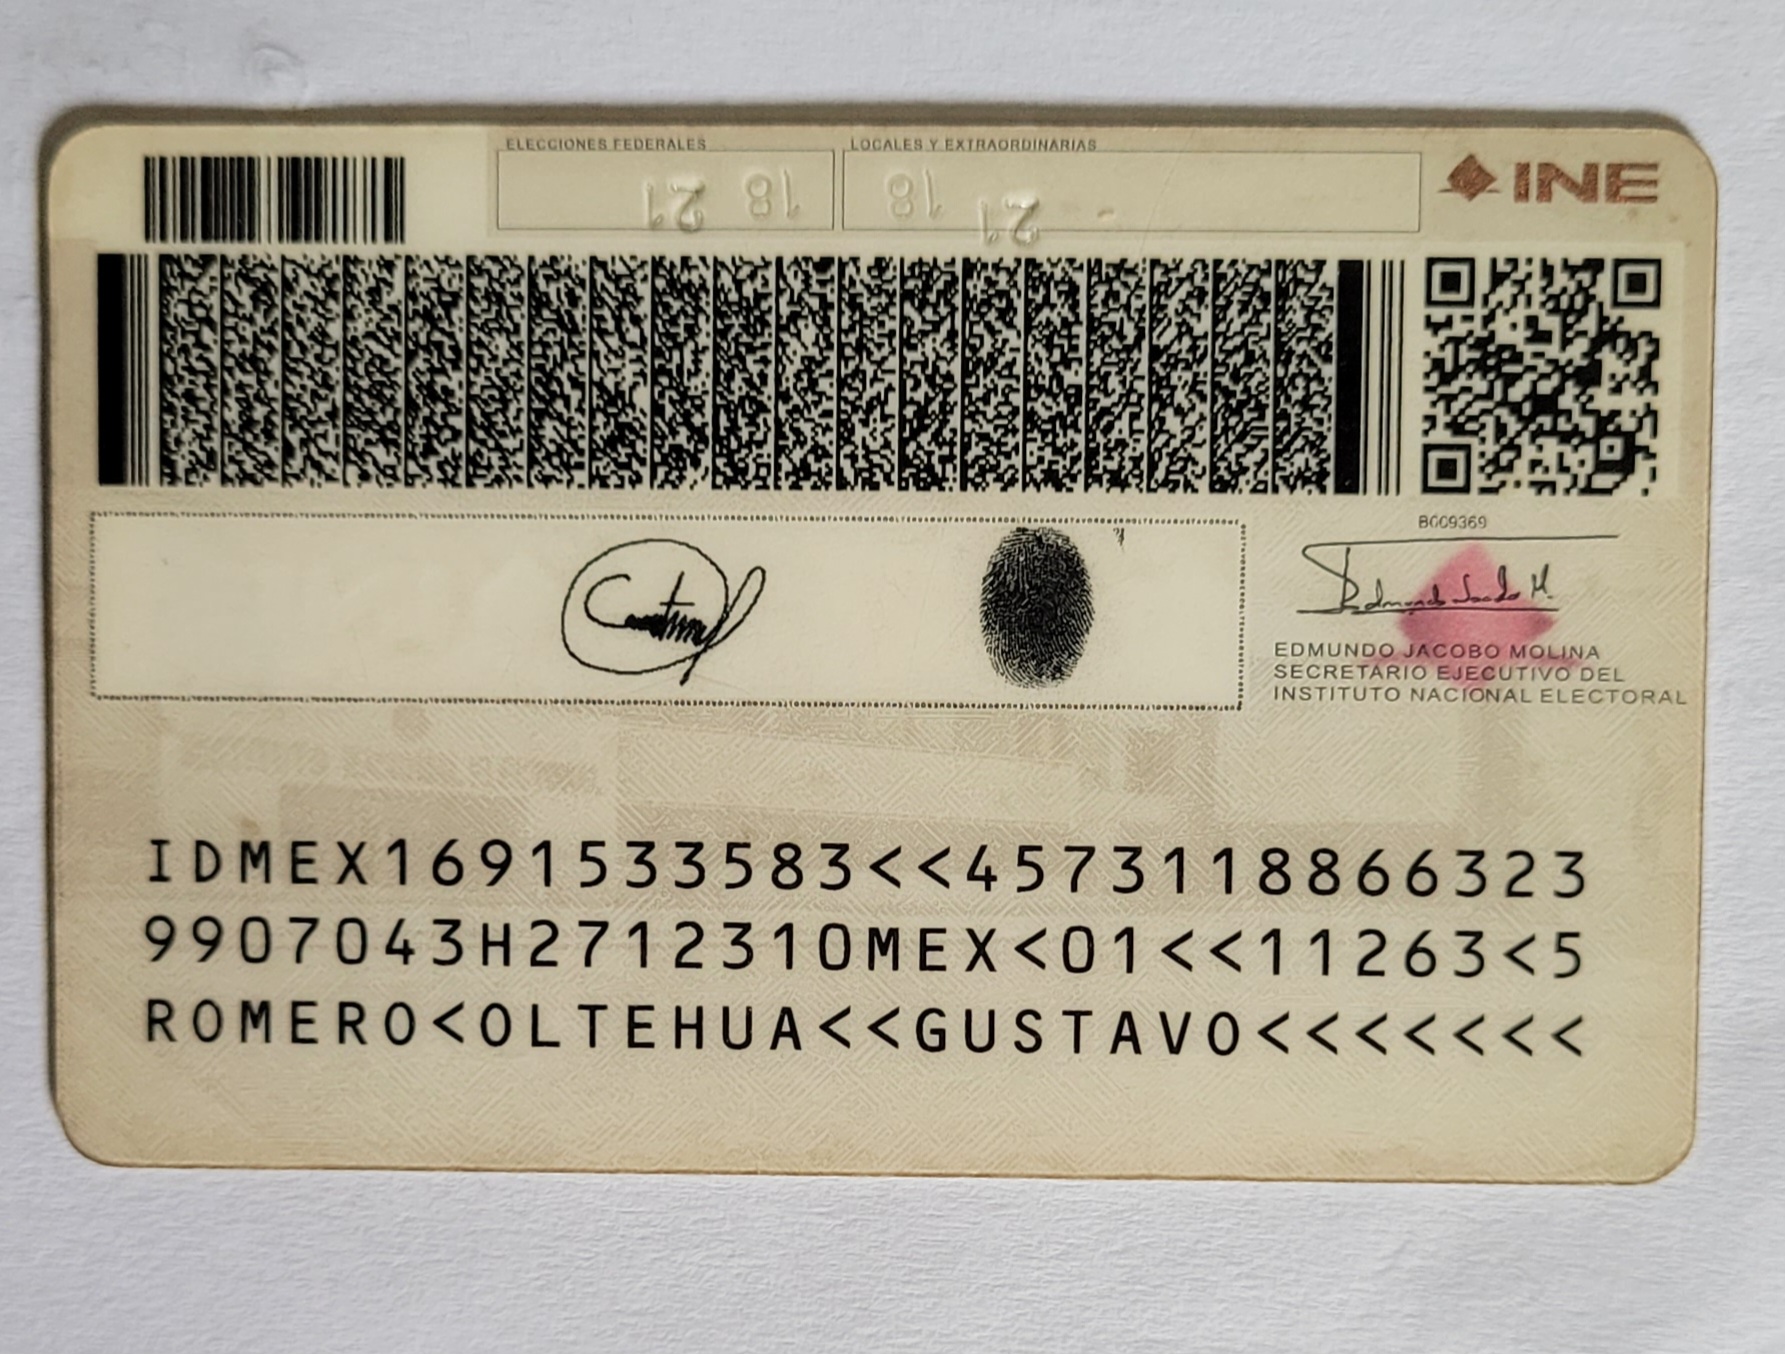 ELECCIONES FEDERALES
LOCALES Y EXTRAORDINARIAS
INE
21 18
18 21
EDMUNDO JACOBO MOLINA
SECRETARIO EJECUTIVO DEL
INSTITUTO NACIONAL ELECTORAL
IDMEX1691533583<<4573118866323
9907043H2712310MEX<01<<11263<5
ROMERO<OLTEHUA<<GUSTAVO<<<<<<<